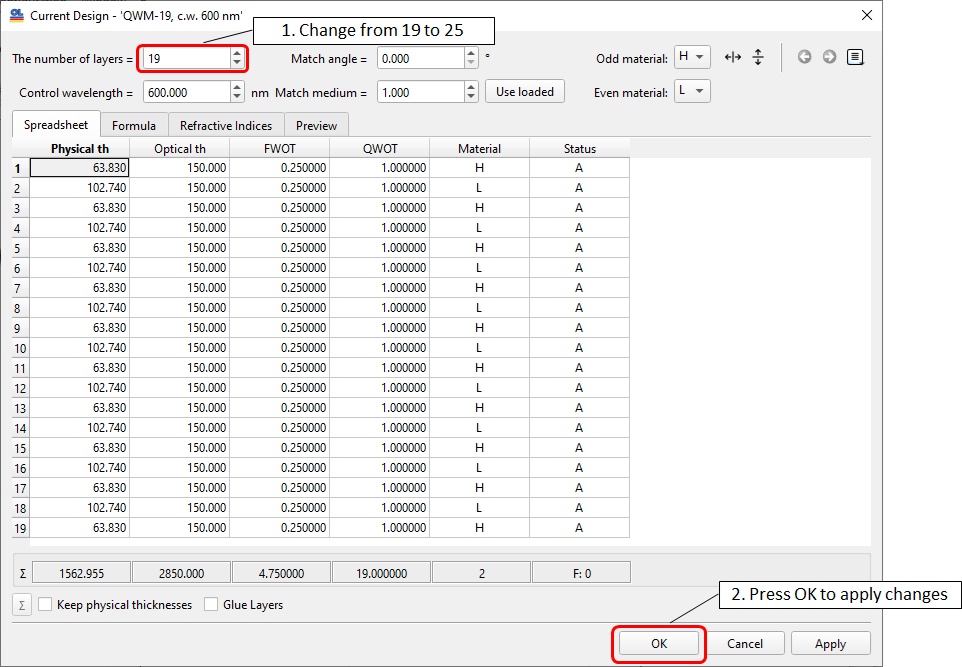 Current Design - 'QWM-19, c.w. 600 nm'
1. Change from 19 to 25
The number of layers = 19 Match angle = 0.000 ° Odd material: H
Control wavelength = 600.000 nm Match medium = 1.000 Use loaded Even material: L
Spreadsheet Formula Refractive Indices Preview
Physical th Optical th FWOT QWOT Material Status
1 63.830 150.000 0.250000 1.000000 H A
2 102.740 150.000 0.250000 1.000000 L A
3 63.830 150.000 0.250000 1.000000 H A
4 102.740 150.000 0.250000 1.000000 L A
5 63.830 150.000 0.250000 1.000000 H A
6 102.740 150.000 0.250000 1.000000 L A
7 63.830 150.000 0.250000 1.000000 H A
8 102.740 150.000 0.250000 1.000000 L A
9 63.830 150.000 0.250000 1.000000 H A
10 102.740 150.000 0.250000 1.000000 L A
11 63.830 150.000 0.250000 1.000000 H A
12 102.740 150.000 0.250000 1.000000 L A
13 63.830 150.000 0.250000 1.000000 H A
14 102.740 150.000 0.250000 1.000000 L A
15 63.830 150.000 0.250000 1.000000 H A
16 102.740 150.000 0.250000 1.000000 L A
17 63.830 150.000 0.250000 1.000000 H A
18 102.740 150.000 0.250000 1.000000 L A
19 63.830 150.000 0.250000 1.000000 H A
Σ 1562.955 2850.000 4.750000 19.000000 2 F: 0
Σ Keep physical thicknesses Glue Layers
2. Press OK to apply changes
OK Cancel Apply